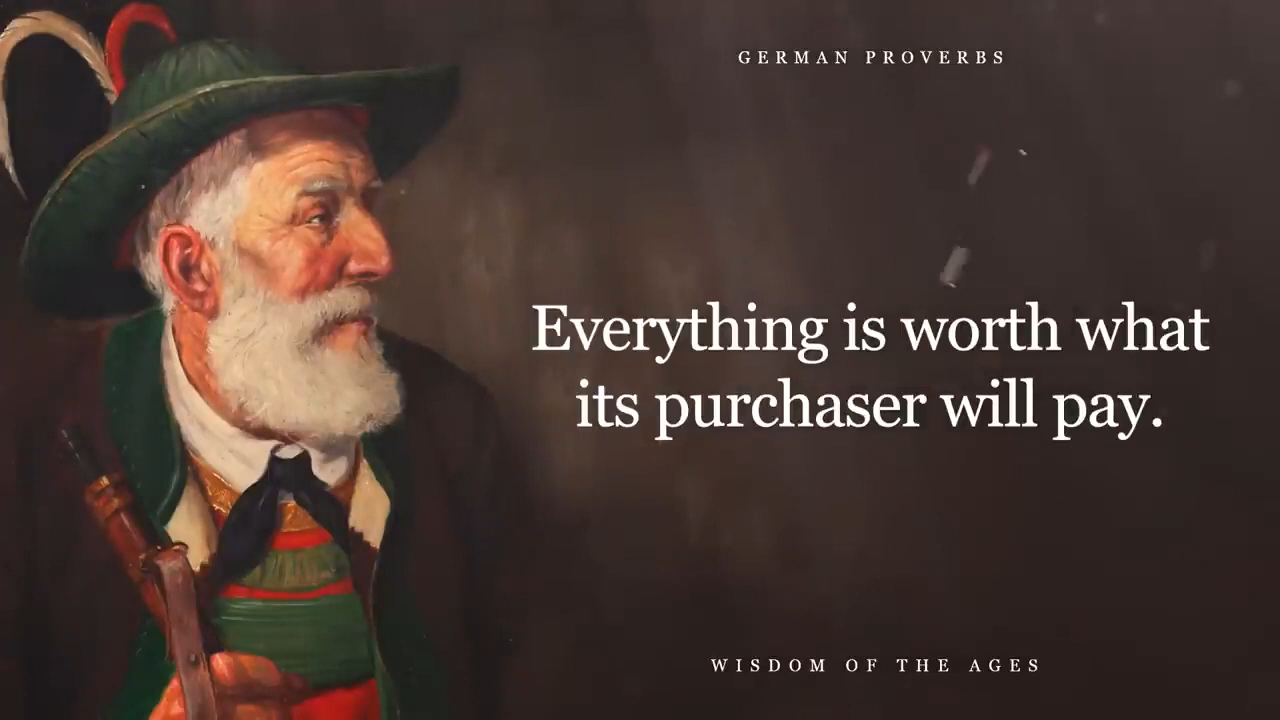 GERMAN PROVERBS
Everything is worth what
its purchaser will pay.
WISDOM OF THE AGES